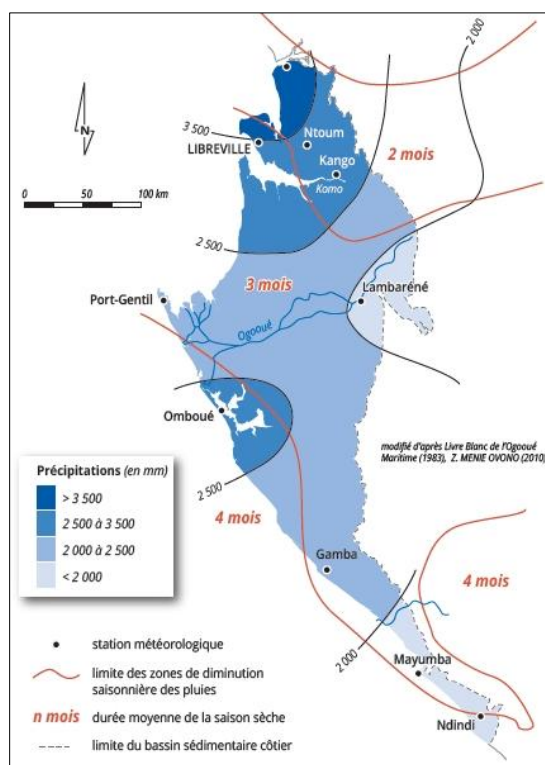 2 000
3 500
Ntoum
LIBREVILLE
Kango
2 mois
Komo
N
0 50 100 km
2 500
3 mois
Port-Gentil
Lambaréné
Ogooué
Omboué
modifié d'après Livre Blanc de l'Ogooué
Maritime (1983), Z. MENIE OVONO (2010)
2 500
Précipitations (en mm)
> 3 500
2 500 à 3 500
2 000 à 2 500
< 2 000
4 mois
Gamba
4 mois
2 000
Mayumba
Ndindi
station météorologique
limite des zones de diminution
saisonnière des pluies
n mois durée moyenne de la saison sèche
limite du bassin sédimentaire côtier